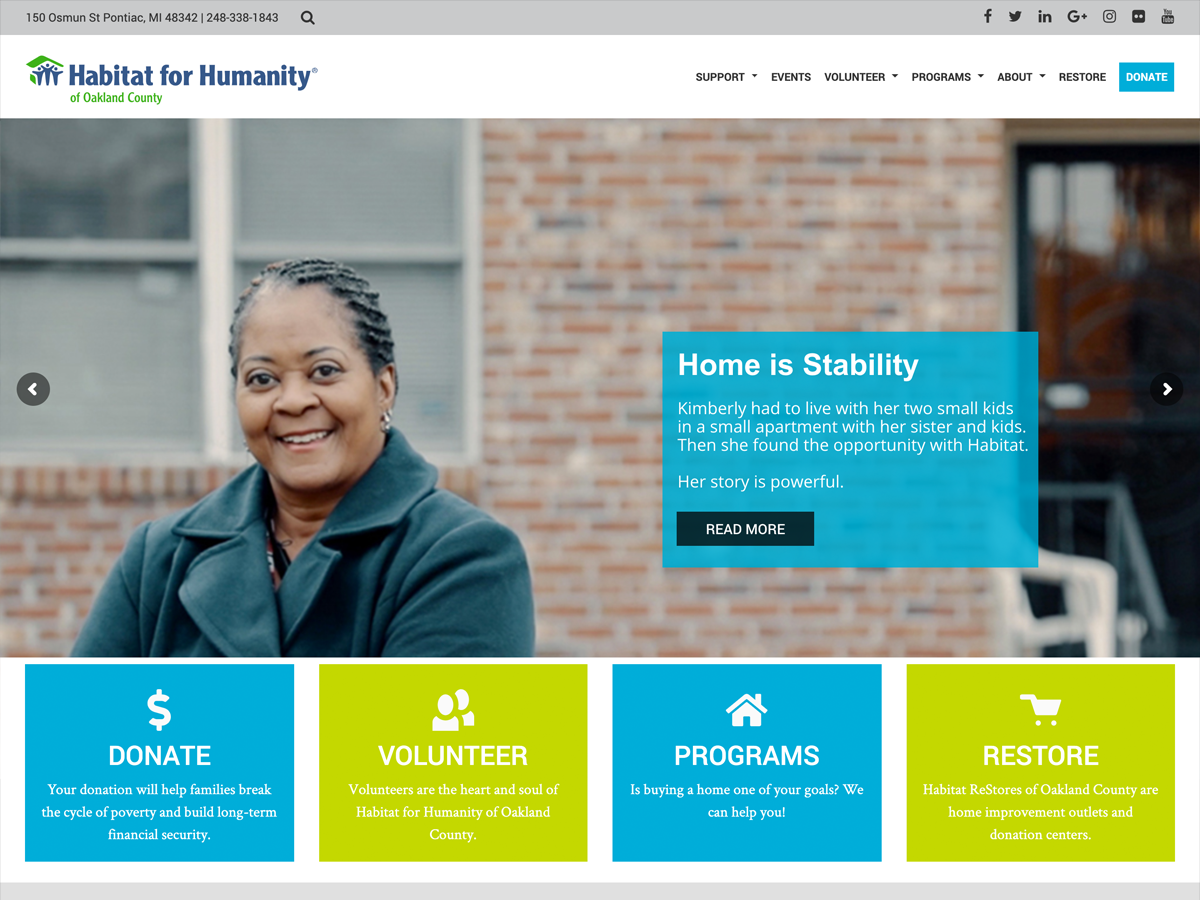 150 Osmun St Pontiac, MI 48342 | 248-338-1843
You
Tube
Habitat for Humanity®
of Oakland County
SUPPORT EVENTS VOLUNTEER PROGRAMS ABOUT RESTORE DONATE
Home is Stability
Kimberly had to live with her two small kids
in a small apartment with her sister and kids.
Then she found the opportunity with Habitat.
Her story is powerful.
READ MORE
DONATE
Your donation will help families break
the cycle of poverty and build long-term
financial security.
VOLUNTEER
Volunteers are the heart and soul of
Habitat for Humanity of Oakland
County.
PROGRAMS
Is buying a home one of your goals? We
can help you!
RESTORE
Habitat ReStores of Oakland County are
home improvement outlets and
donation centers.